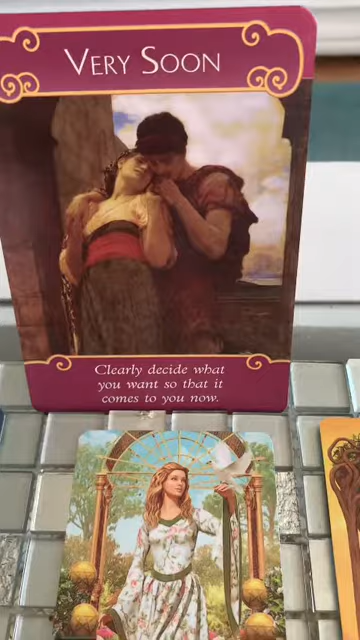 VERY SOON
Clearly decide what
you want so that it
comes to you now.